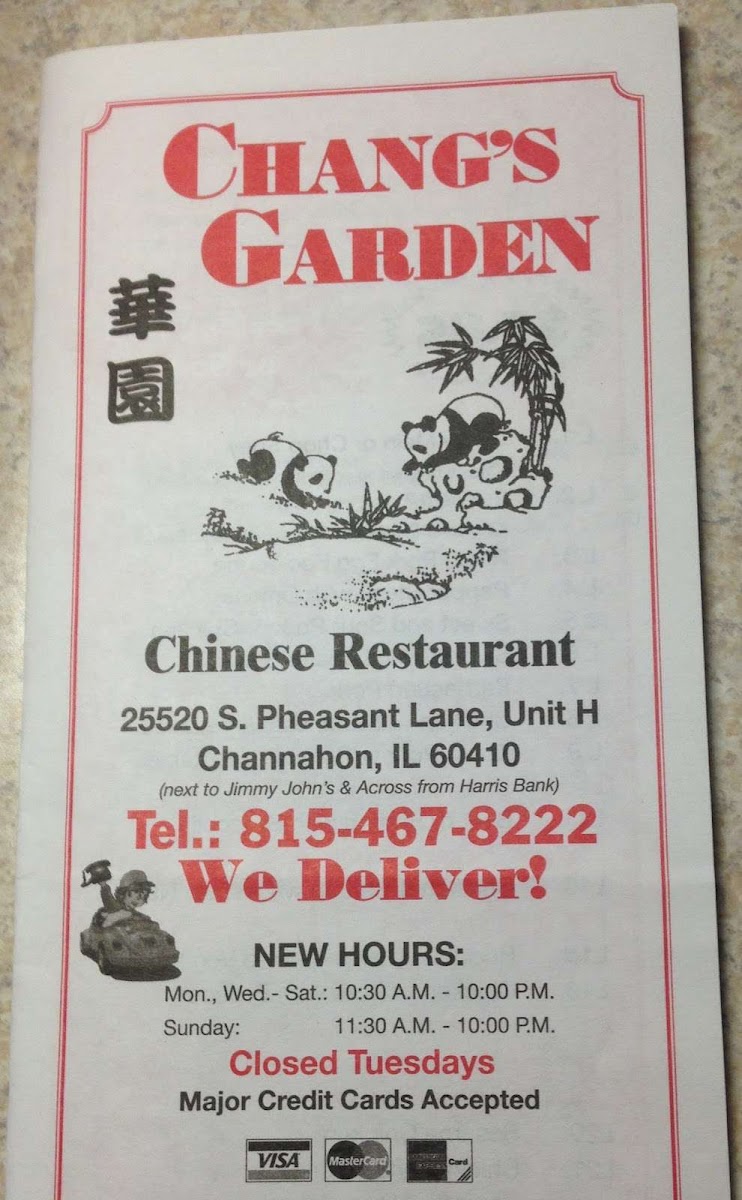 CHANG'S
GARDEN
華
園
Chinese Restaurant
25520 S. Pheasant Lane, Unit H
Channahon, IL 60410
(next to Jimmy John's & Across from Harris Bank)
Tel.: 815-467-8222
We Deliver!
NEW HOURS:
Mon., Wed.- Sat.: 10:30 A.M. - 10:00 P.M.
Sunday: 11:30 A.M. - 10:00 P.M.
Closed Tuesdays
Major Credit Cards Accepted
VISA MasterCard Card